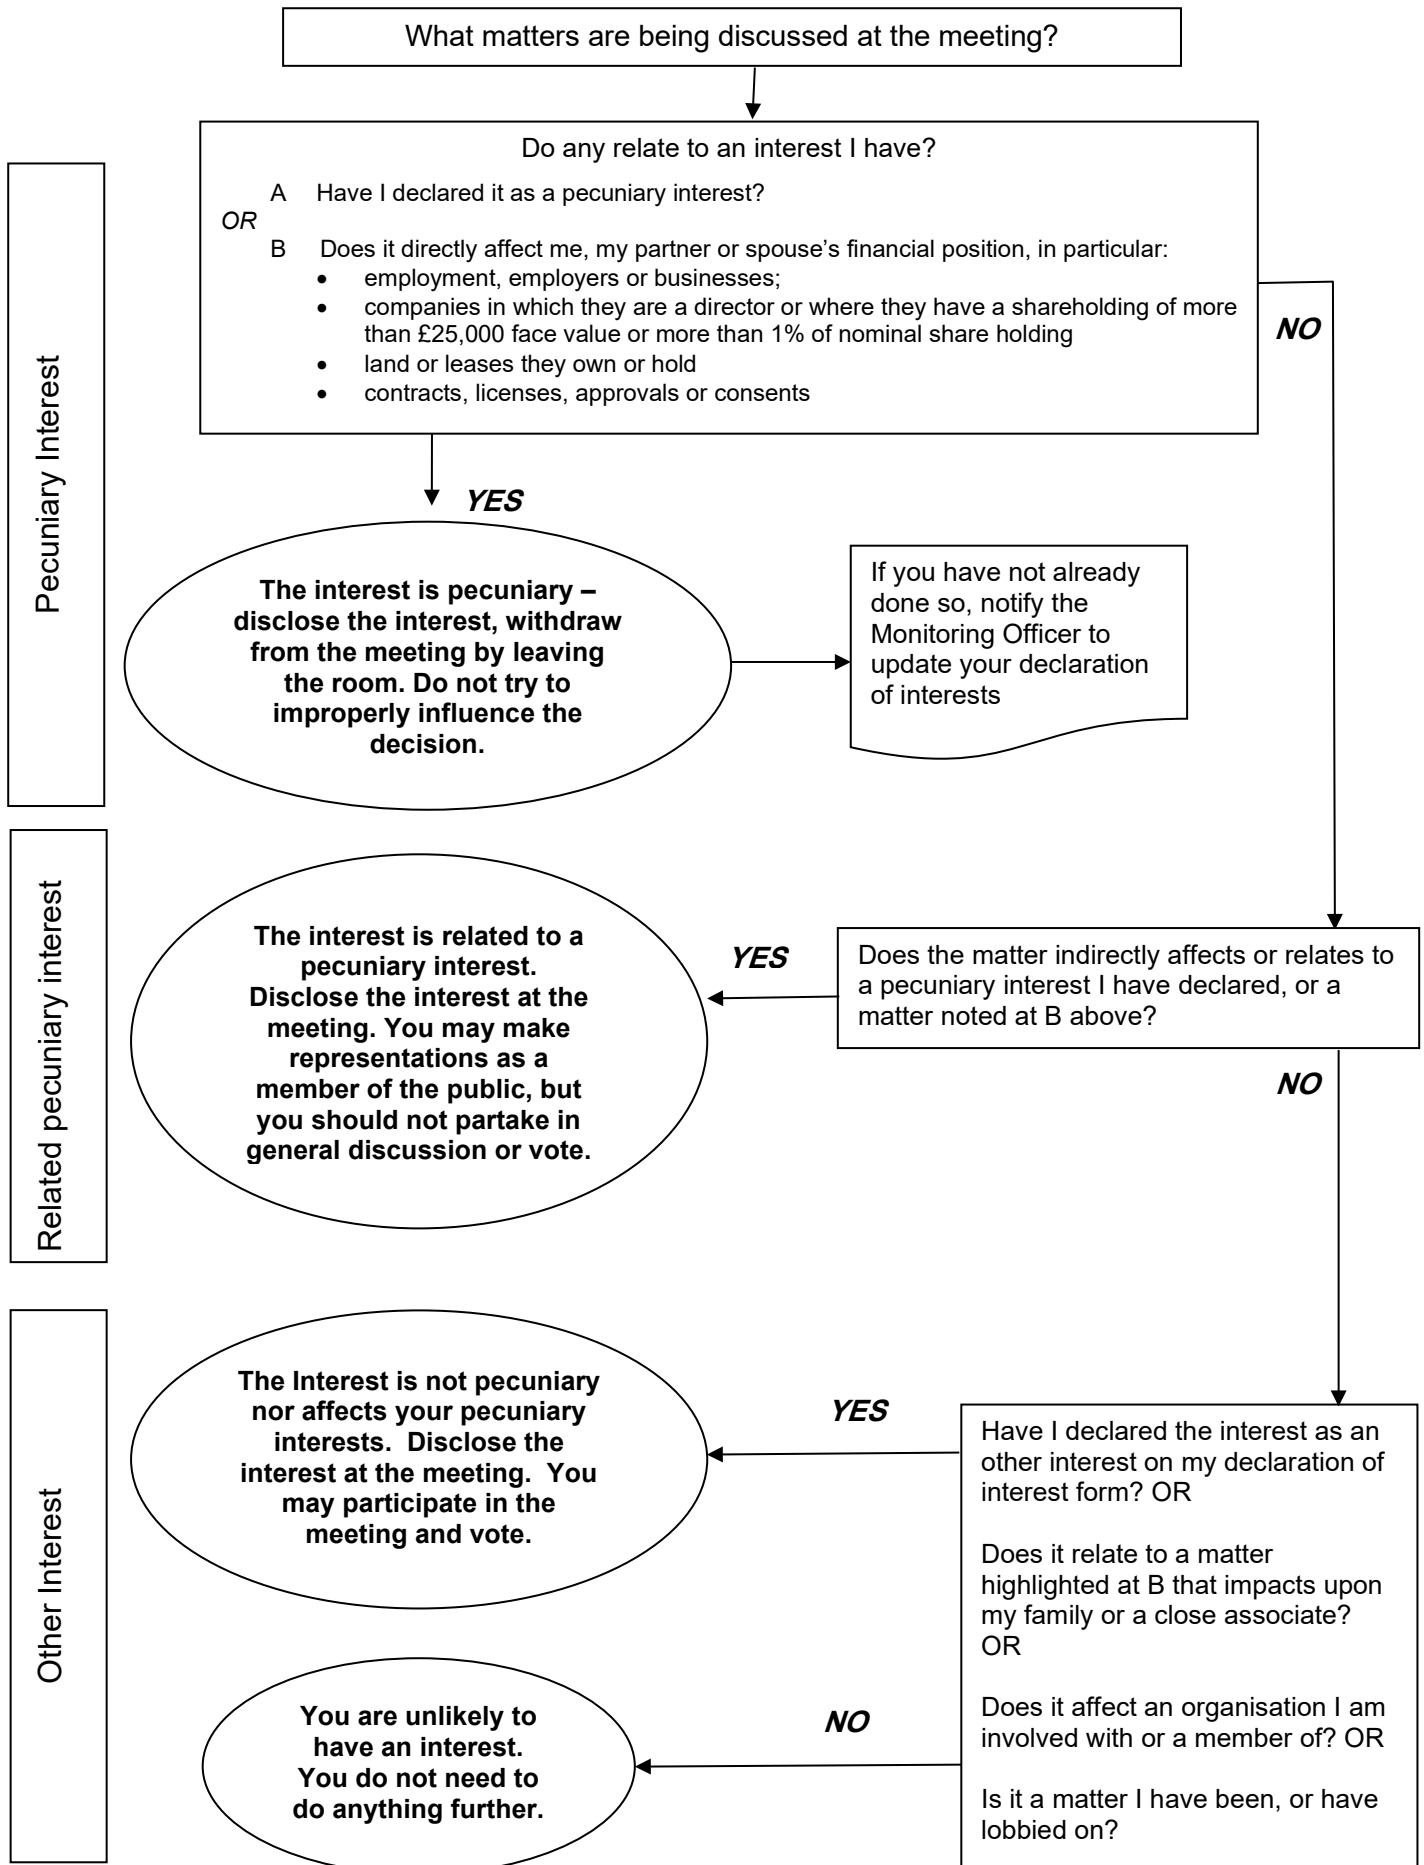 What matters are being discussed at the meeting?
Do any relate to an interest I have?
A Have I declared it as a pecuniary interest?
OR
B Does it directly affect me, my partner or spouse’s financial position, in particular:
• employment, employers or businesses;
• companies in which they are a director or where they have a shareholding of more
than £25,000 face value or more than 1% of nominal share holding
• land or leases they own or hold
• contracts, licenses, approvals or consents
NO
Pecuniary Interest
YES
The interest is pecuniary –
disclose the interest, withdraw
from the meeting by leaving
the room. Do not try to
improperly influence the
decision.
If you have not already
done so, notify the
Monitoring Officer to
update your declaration
of interests
Related pecuniary interest
The interest is related to a
pecuniary interest.
Disclose the interest at the
meeting. You may make
representations as a
member of the public, but
you should not partake in
general discussion or vote.
YES
Does the matter indirectly affects or relates to
a pecuniary interest I have declared, or a
matter noted at B above?
NO
Other Interest
The Interest is not pecuniary
nor affects your pecuniary
interests. Disclose the
interest at the meeting. You
may participate in the
meeting and vote.
YES
Have I declared the interest as an
other interest on my declaration of
interest form? OR
Does it relate to a matter
highlighted at B that impacts upon
my family or a close associate?
OR
Does it affect an organisation I am
involved with or a member of? OR
Is it a matter I have been, or have
lobbied on?
NO
You are unlikely to
have an interest.
You do not need to
do anything further.